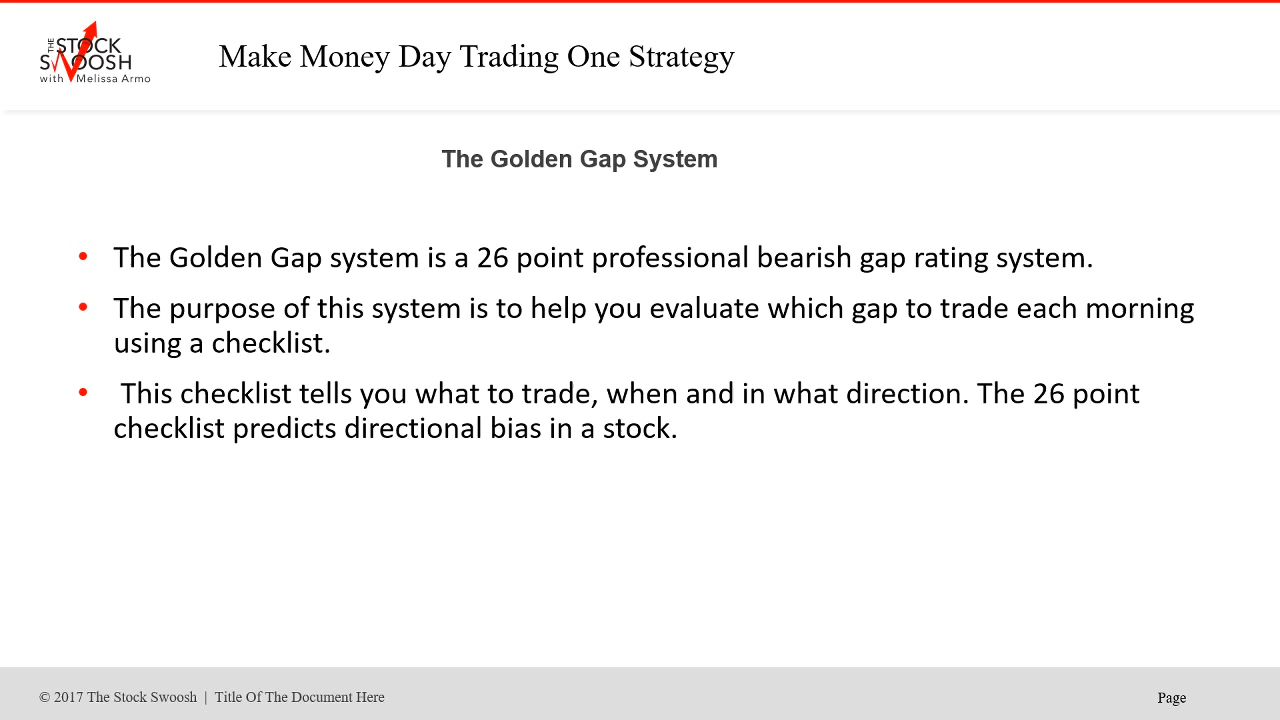 THE STOCK
SWOOSH
with Melissa Armo
Make Money Day Trading One Strategy
The Golden Gap System
• The Golden Gap system is a 26 point professional bearish gap rating system.
• The purpose of this system is to help you evaluate which gap to trade each morning
using a checklist.
• This checklist tells you what to trade, when and in what direction. The 26 point
checklist predicts directional bias in a stock.
© 2017 The Stock Swoosh | Title Of The Document Here
Page